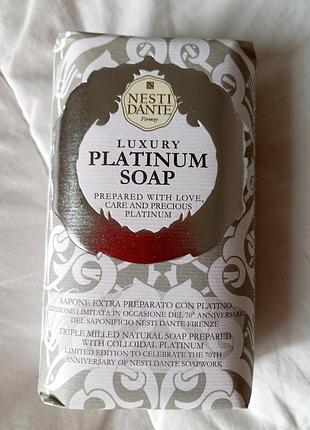 NESTI
DANTE
Firenze
LUXURY
PLATINUM
SOAP
PREPARED WITH LOVE,
CARE AND PRECIOUS
PLATINUM
SAPONE EXTRA PREPARATO CON PLATINO
EDIZIONE LIMITATA IN OCCASIONE DEL 70° ANNIVERSARIO
DEL SAPONIFICIO NESTI DANTE FIRENZE
TRIPLE MILLED NATURAL SOAP PREPARED
WITH COLLOIDAL PLATINUM
LIMITED EDITION TO CELEBRATE THE 70TH
ANNIVERSARY OF NESTI DANTE SOAPWORK